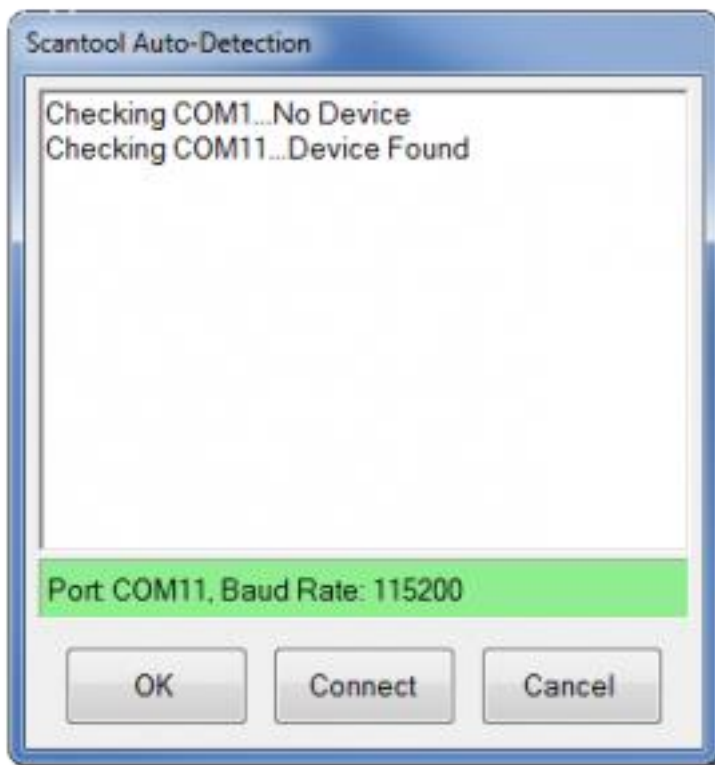 Scantool Auto-Detection
Checking COM1...No Device
Checking COM11...Device Found
Port: COM11, Baud Rate: 115200
OK
Connect
Cancel